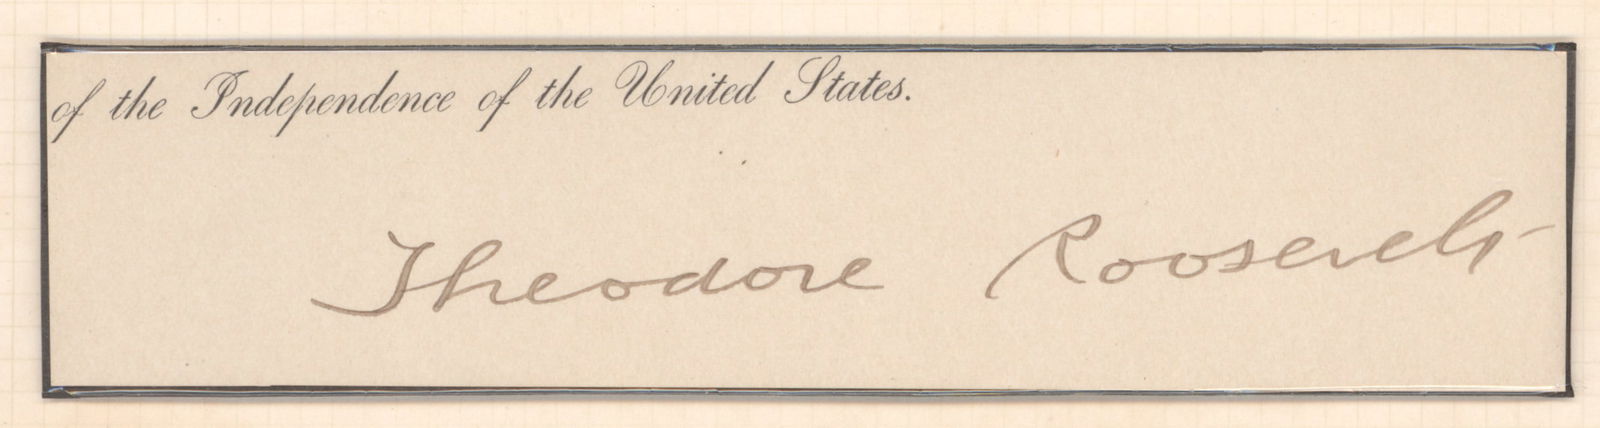 of the Independence of the United States.
Theodore Roosevelt